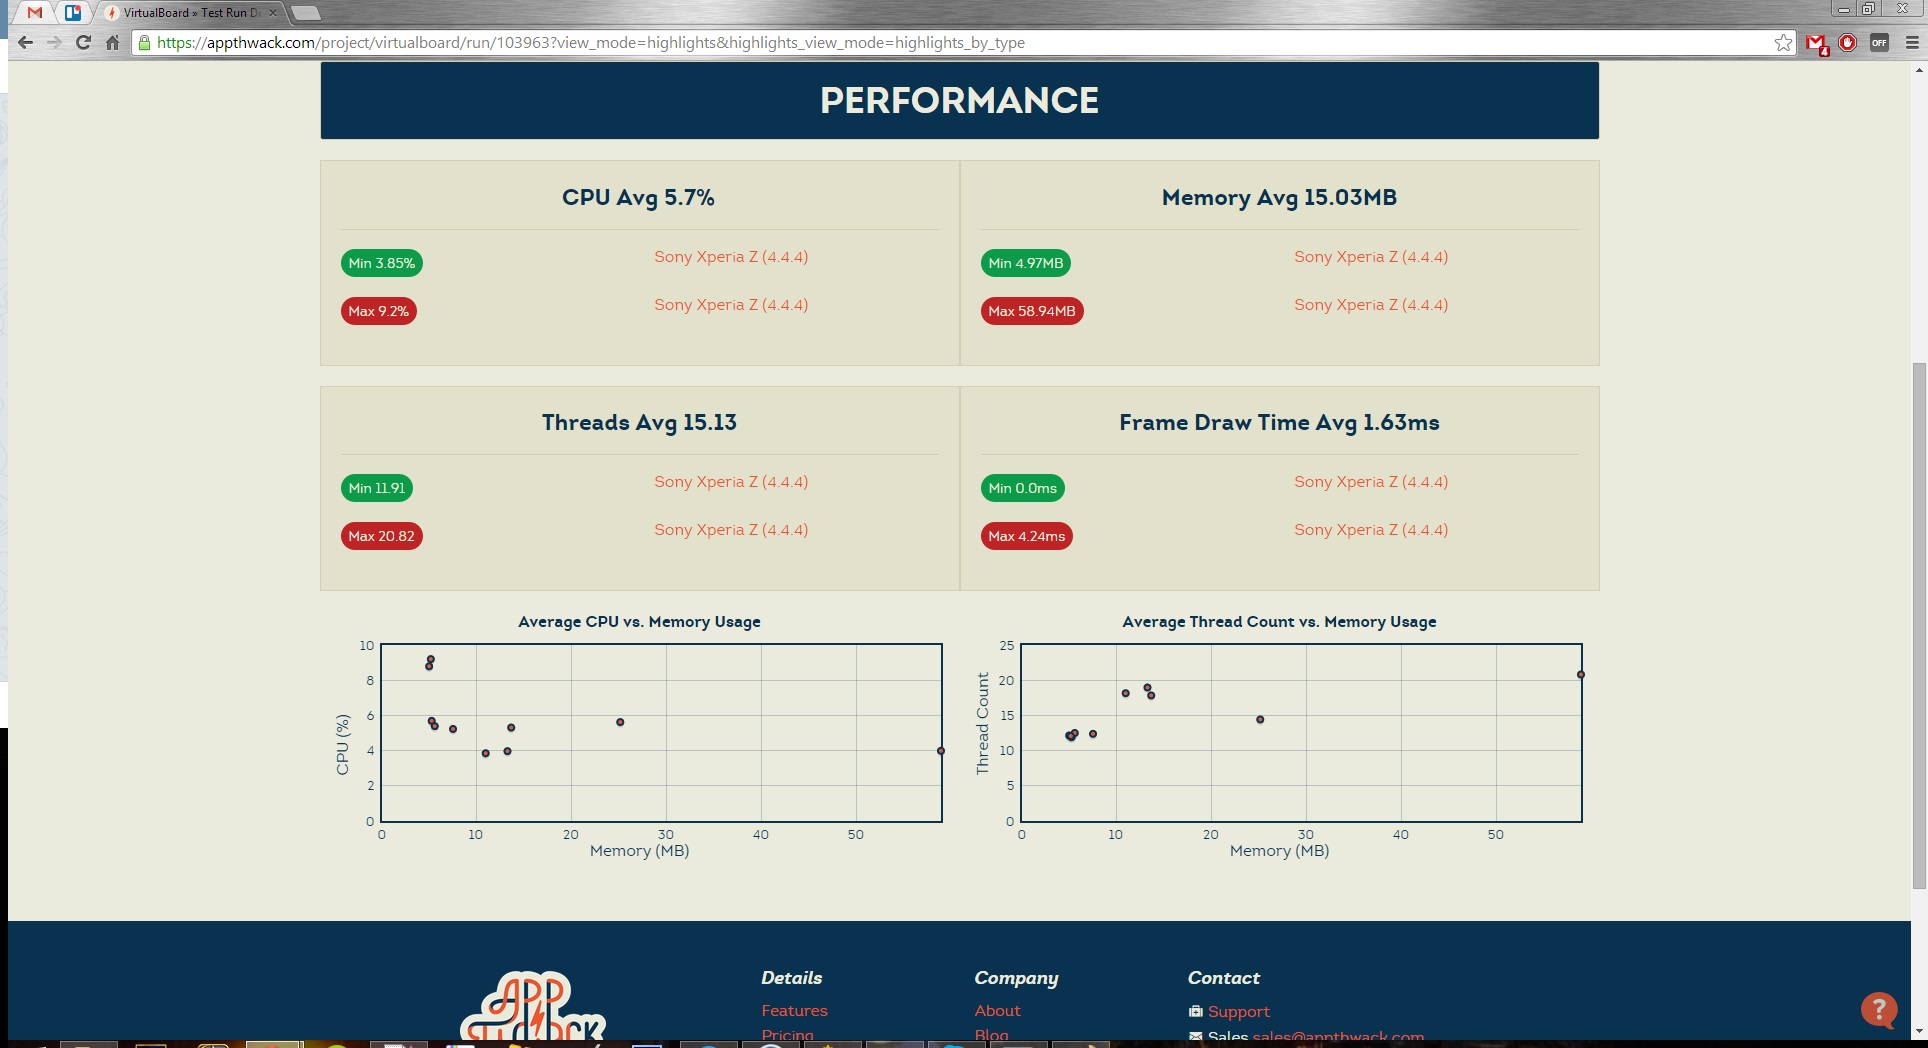 VirtualBoard » Test Run D
https://appthwack.com/project/virtualboard/run/103963?view_mode=highlights&highlights_view_mode=highlights_by_type
4
OFF
PERFORMANCE
CPU Avg 5.7%
Min 3.85%
Sony Xperia Z (4.4.4)
Max 9.2%
Sony Xperia Z (4.4.4)
Memory Avg 15.03MB
Min 4.97MB
Sony Xperia Z (4.4.4)
Max 58.94MB
Sony Xperia Z (4.4.4)
Threads Avg 15.13
Min 11.91
Sony Xperia Z (4.4.4)
Max 20.82
Sony Xperia Z (4.4.4)
Frame Draw Time Avg 1.63ms
Min 0.0ms
Sony Xperia Z (4.4.4)
Max 4.24ms
Sony Xperia Z (4.4.4)
Average CPU vs. Memory Usage
CPU (%)
10
8
6
4
2
0
0 10 20 30 40 50
Memory (MB)
Average Thread Count vs. Memory Usage
Thread Count
25
20
15
10
5
0
0 10 20 30 40 50
Memory (MB)
APP
Details
Features
Pricing
Company
About
Blog
Contact
Support
Sales sales@appthwack.com
?